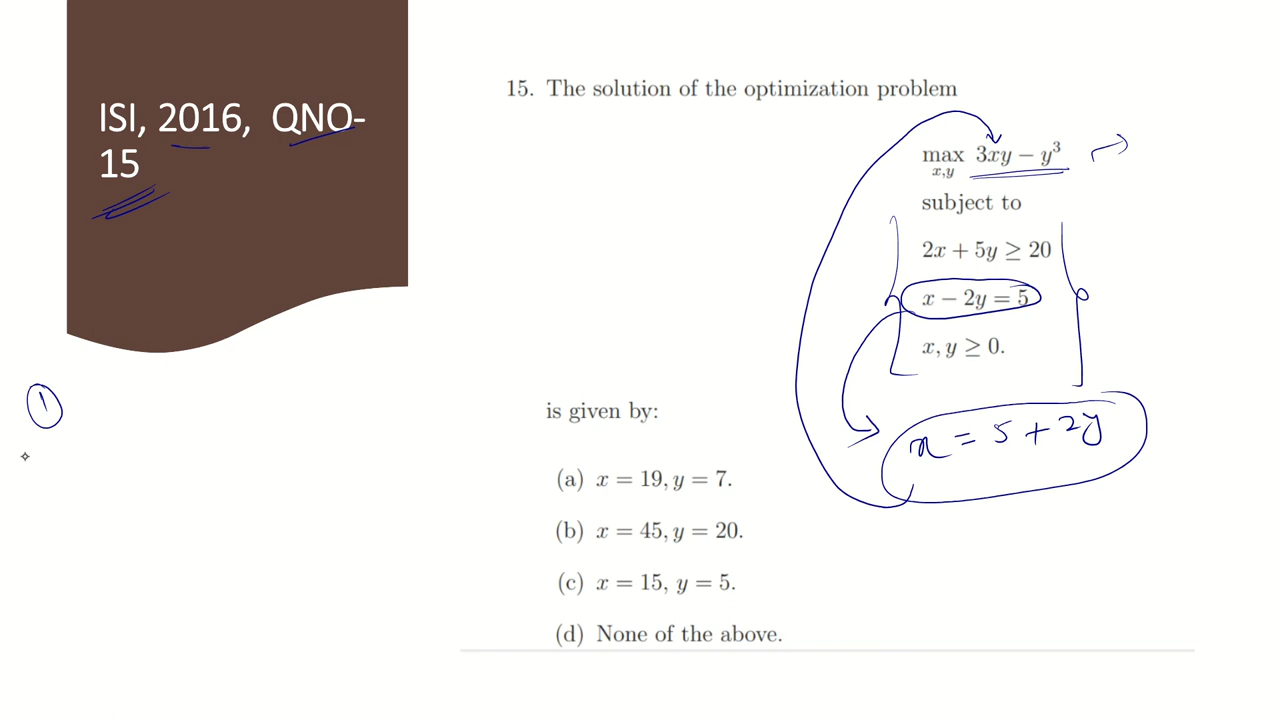 ISI, 2016, QNO-
15
15. The solution of the optimization problem
max 3xy − y³
x,y
subject to
2x + 5y ≥ 20
x − 2y = 5
x, y ≥ 0.
x = 5 + 2y
is given by:
(a) x = 19, y = 7.
(b) x = 45, y = 20.
(c) x = 15, y = 5.
(d) None of the above.
1